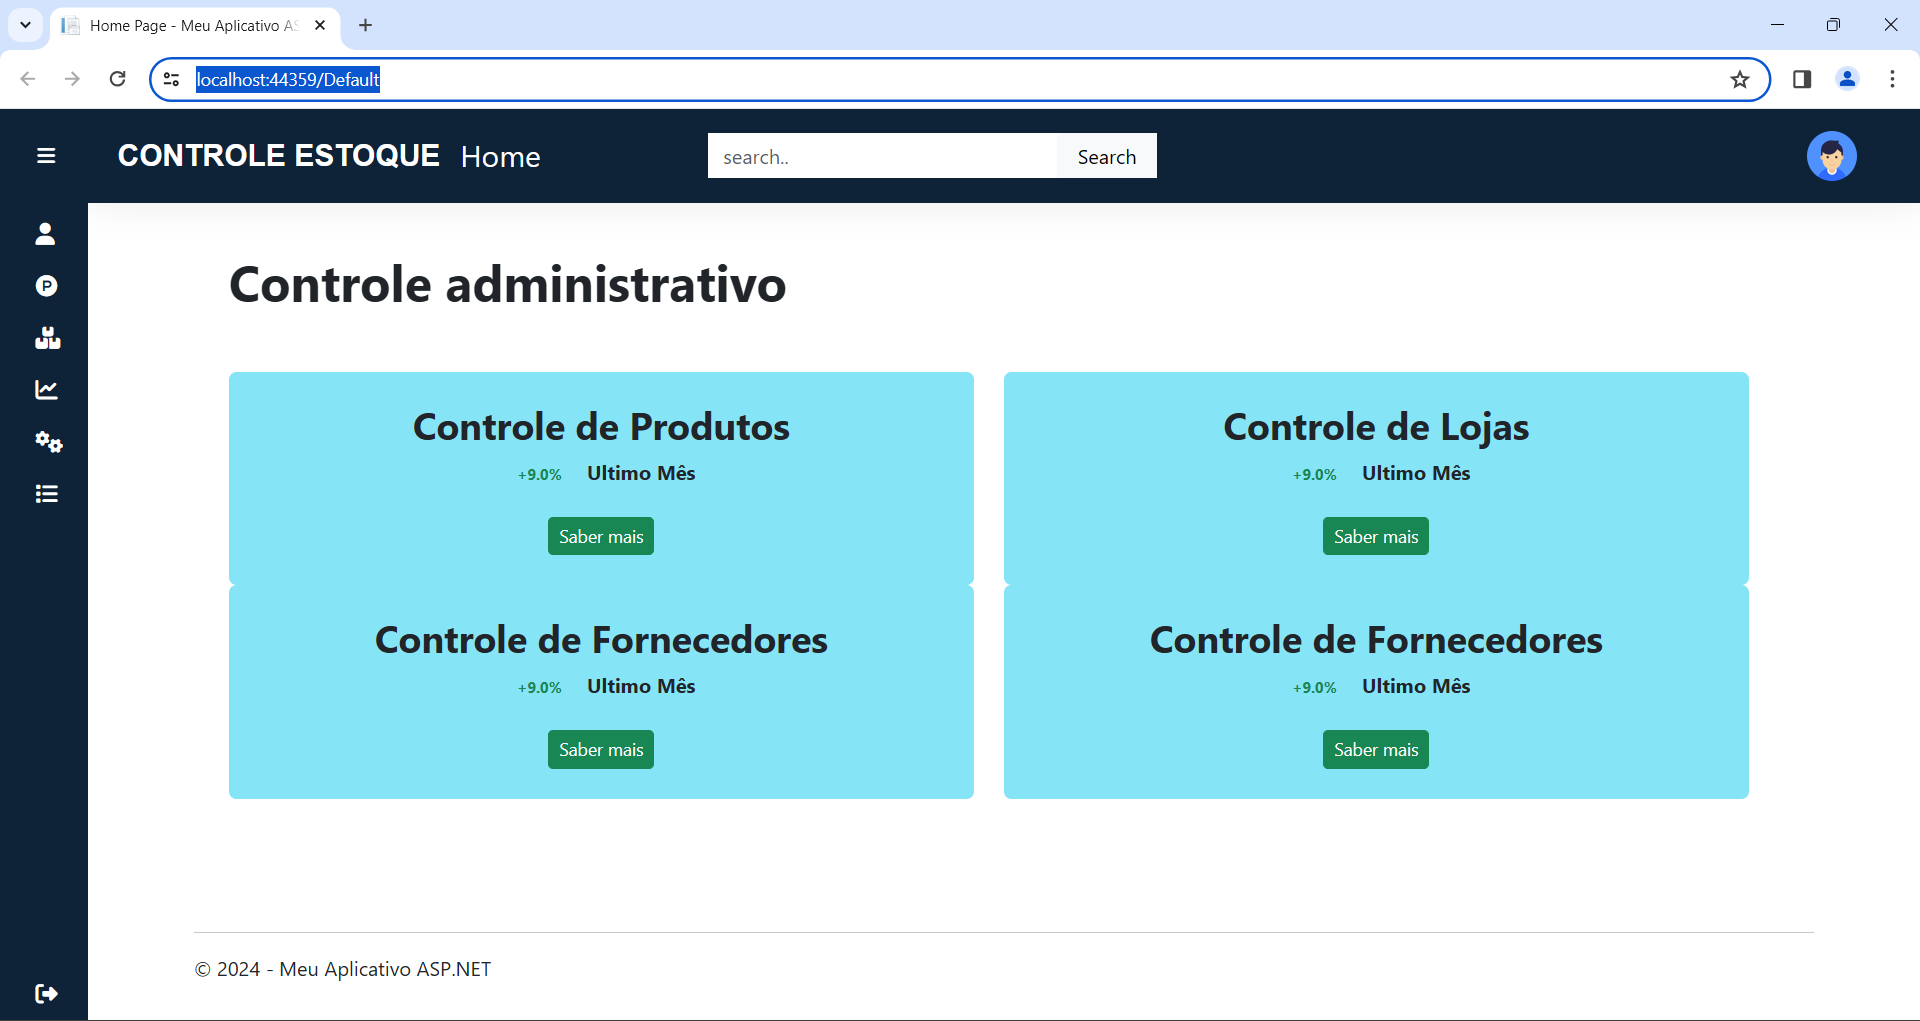 Home Page - Meu Aplicativo AS
localhost:44359/Default
CONTROLE ESTOQUE Home
search..
Search
P
Controle administrativo
Controle de Produtos
+9.0% Ultimo Mês
Saber mais
Controle de Lojas
+9.0% Ultimo Mês
Saber mais
Controle de Fornecedores
+9.0% Ultimo Mês
Saber mais
Controle de Fornecedores
+9.0% Ultimo Mês
Saber mais
© 2024 - Meu Aplicativo ASP.NET